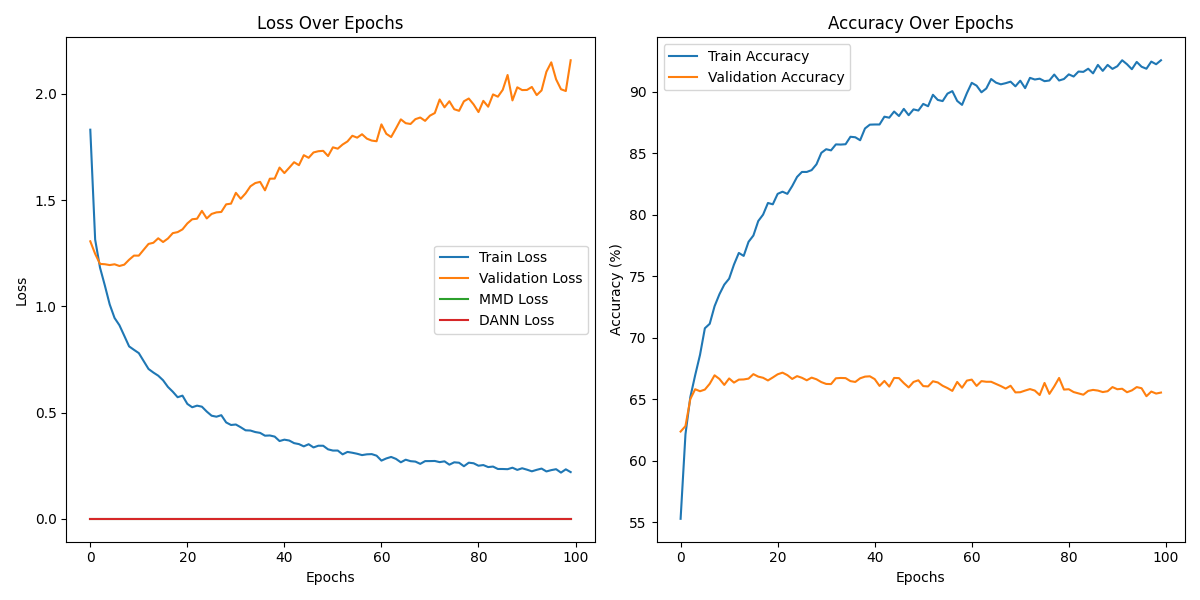 Loss Over Epochs
Loss
2.0
1.5
1.0
0.5
0.0
Train Loss
Validation Loss
MMD Loss
DANN Loss
0 20 40 60 80 100
Epochs
Accuracy Over Epochs
Accuracy (%)
Train Accuracy
Validation Accuracy
90
85
80
75
70
65
60
55
0 20 40 60 80 100
Epochs